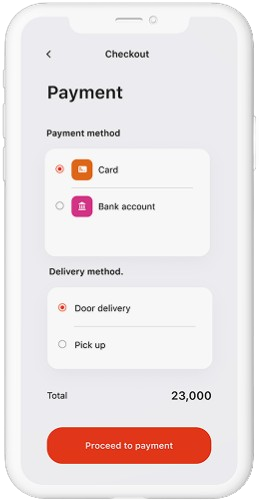 Checkout
Payment
Payment method
Card
Bank account
Delivery method.
Door delivery
Pick up
Total 23,000
Proceed to payment